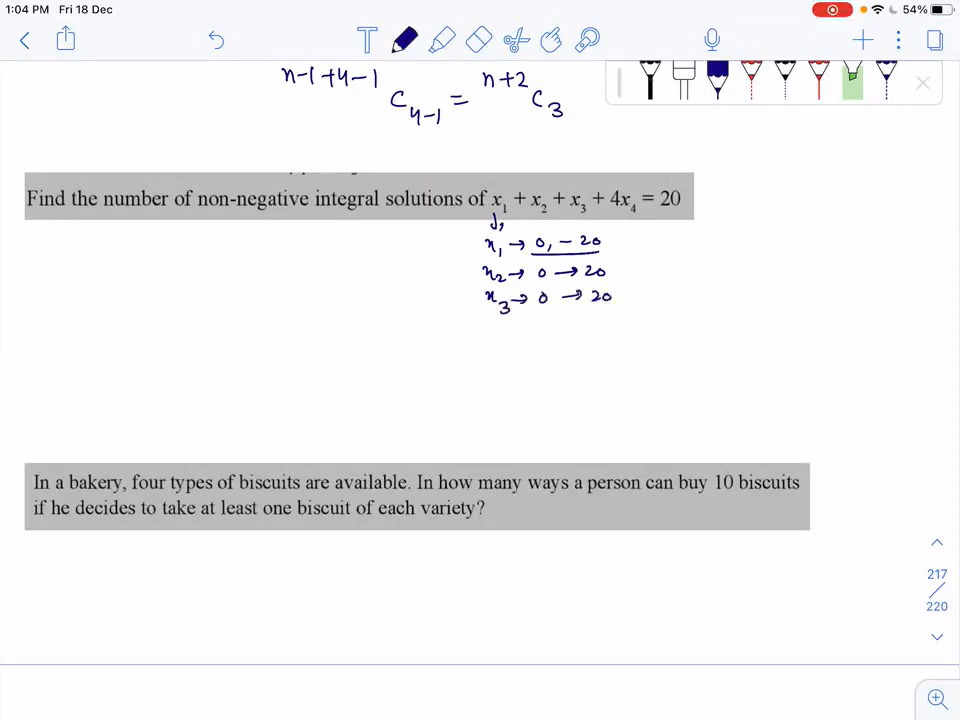 1:04 PM Fri 18 Dec
54%
T
n-1+4-1
C
4-1
=
n+2
C
3
Find the number of non-negative integral solutions of x₁ + x₂ + x₃ + 4x₄ = 20
x₁ → 0, - 20
x₂ → 0 → 20
x₃ → 0 → 20
In a bakery, four types of biscuits are available. In how many ways a person can buy 10 biscuits
if he decides to take at least one biscuit of each variety?
217
/
220